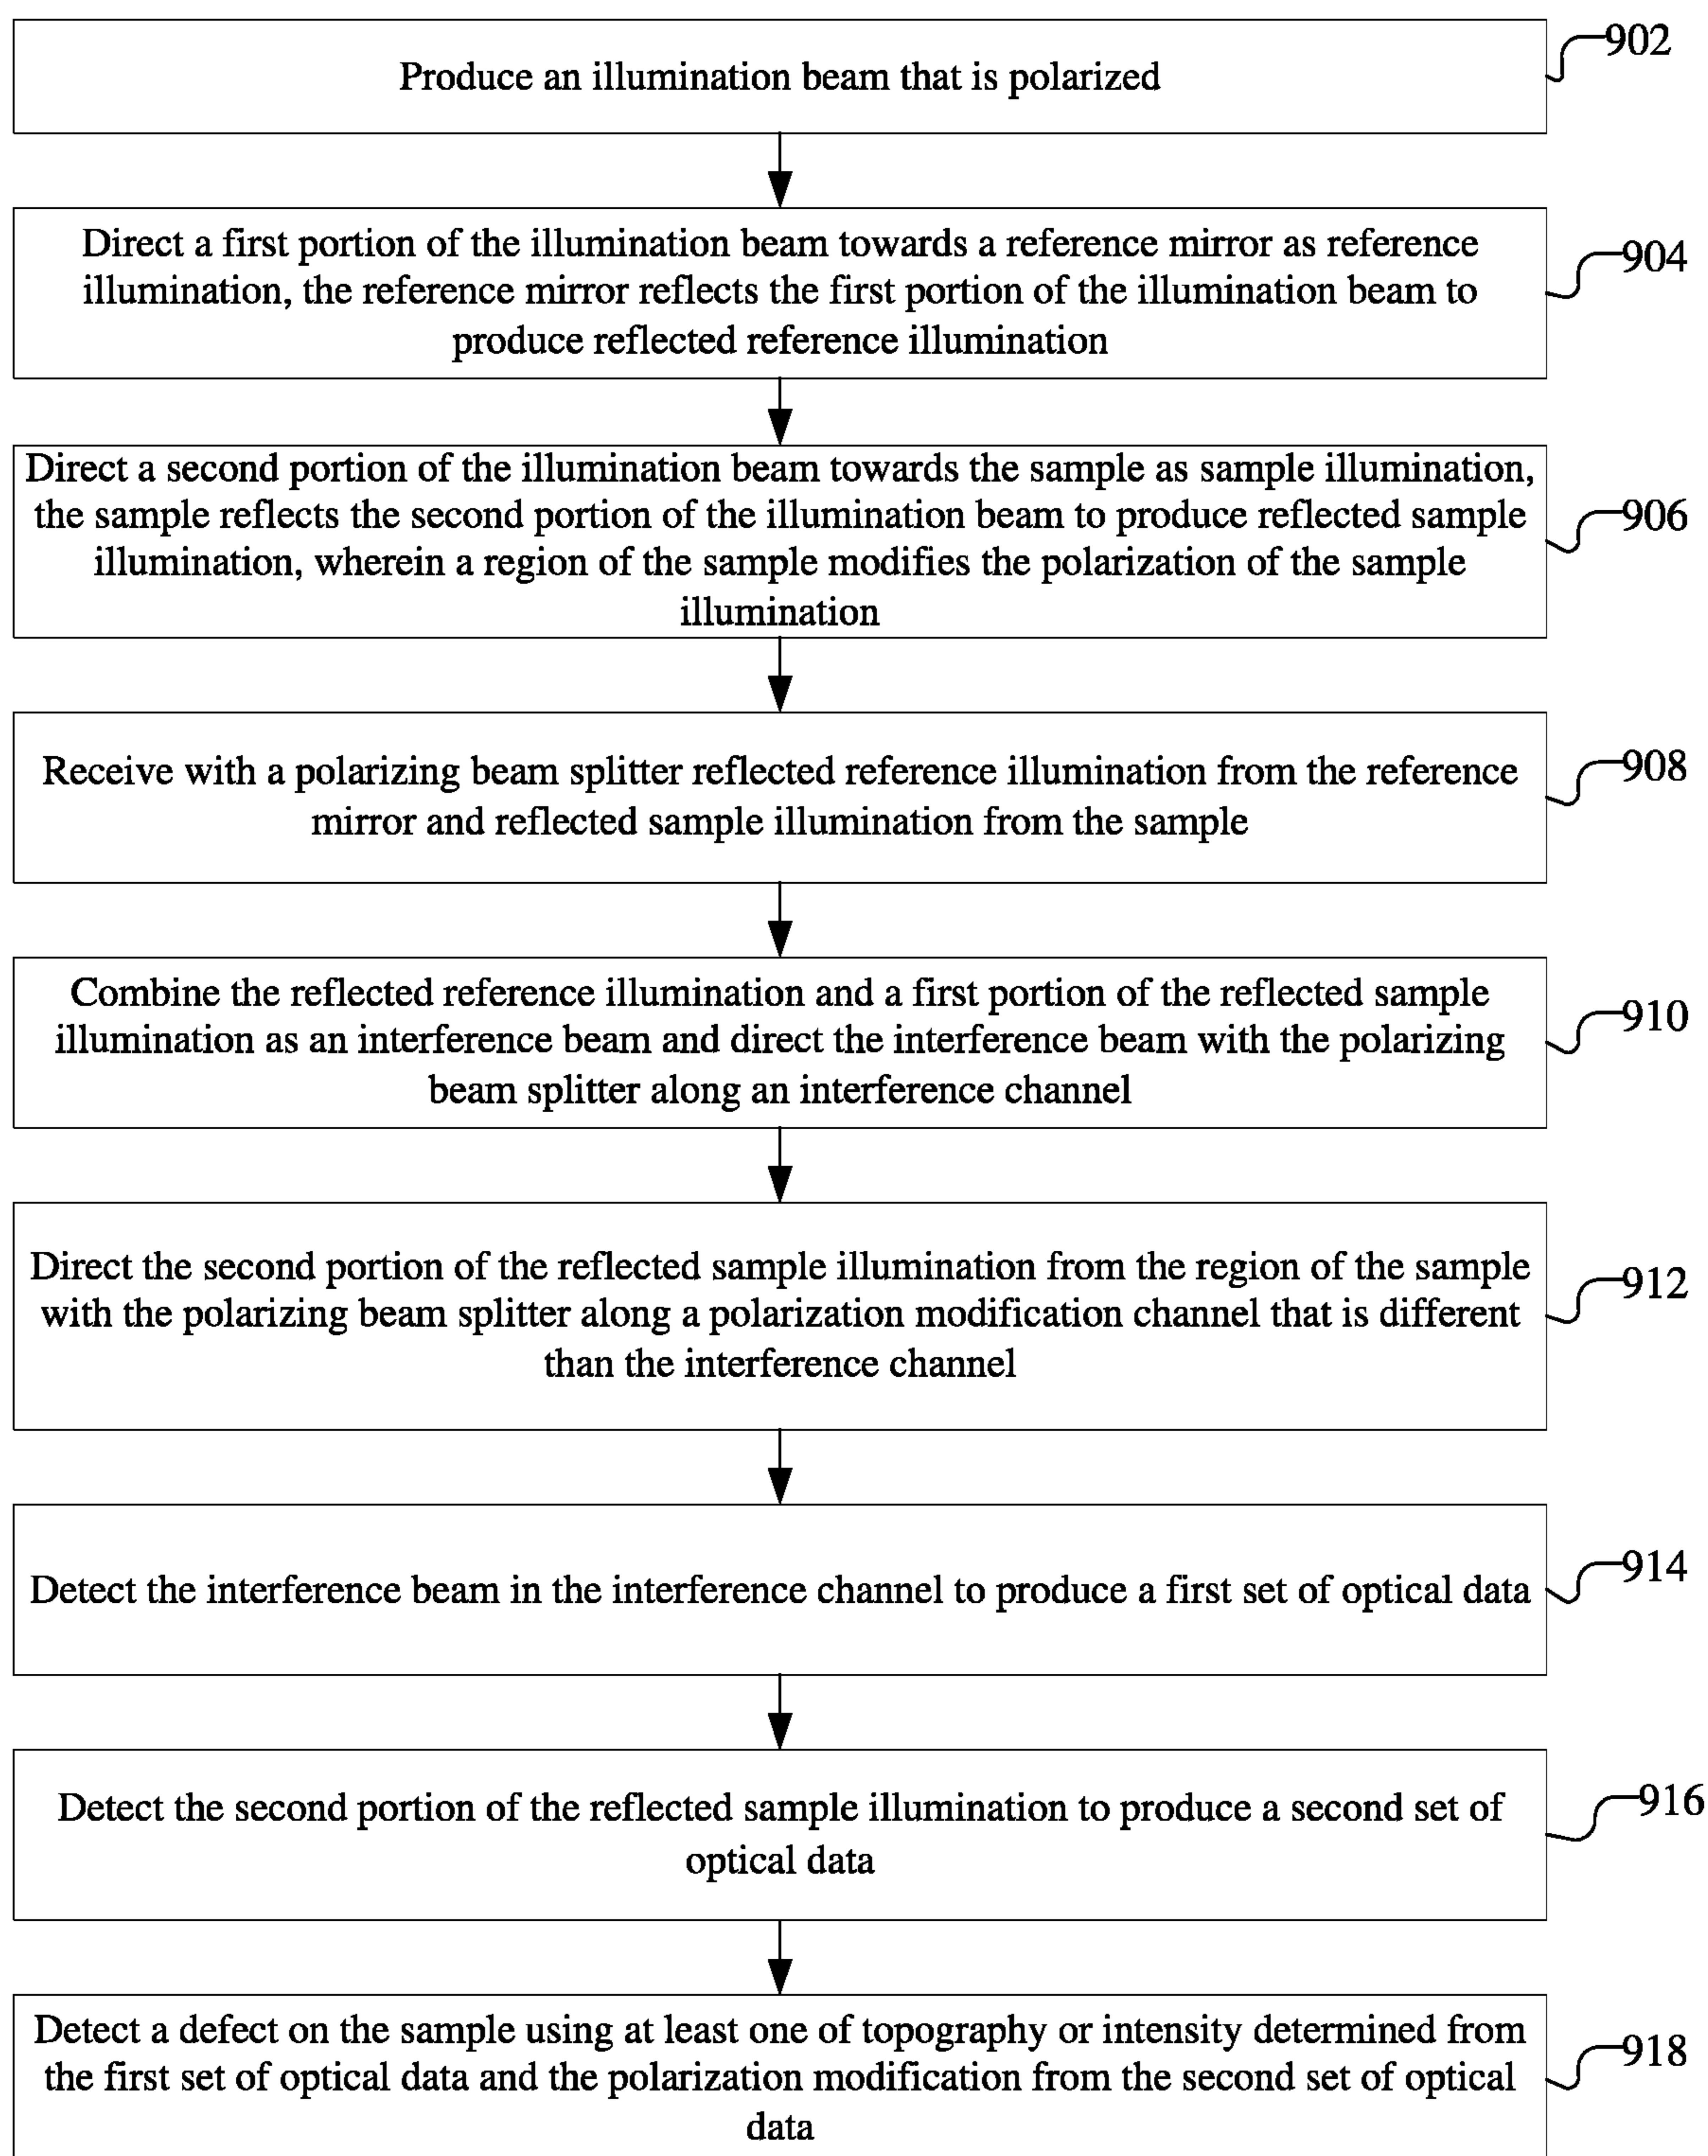 902
Produce an illumination beam that is polarized
Direct a first portion of the illumination beam towards a reference mirror as reference
illumination, the reference mirror reflects the first portion of the illumination beam to
produce reflected reference illumination
904
Direct a second portion of the illumination beam towards the sample as sample illumination,
the sample reflects the second portion of the illumination beam to produce reflected sample
illumination, wherein a region of the sample modifies the polarization of the sample
illumination
906
Receive with a polarizing beam splitter reflected reference illumination from the reference
mirror and reflected sample illumination from the sample
908
Combine the reflected reference illumination and a first portion of the reflected sample
illumination as an interference beam and direct the interference beam with the polarizing
beam splitter along an interference channel
910
Direct the second portion of the reflected sample illumination from the region of the sample
with the polarizing beam splitter along a polarization modification channel that is different
than the interference channel
912
Detect the interference beam in the interference channel to produce a first set of optical data
914
Detect the second portion of the reflected sample illumination to produce a second set of
optical data
916
Detect a defect on the sample using at least one of topography or intensity determined from
the first set of optical data and the polarization modification from the second set of optical
data
918